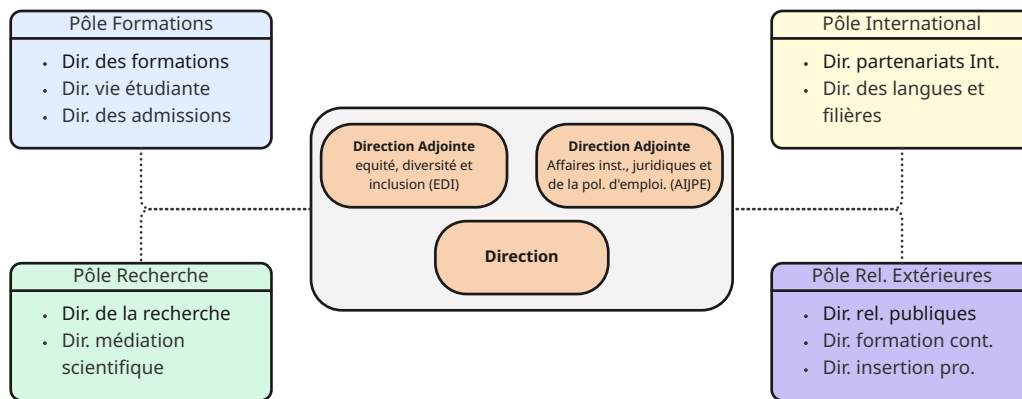 Pôle Formations
Dir. des formations
Dir. vie étudiante
Dir. des admissions
Pôle International
Dir. partenariats Int.
Dir. des langues et
filières
Direction Adjointe
equité, diversité et
inclusion (EDI)
Direction Adjointe
Affaires inst., juridiques et
de la pol. d'emploi. (AIJPE)
Direction
Pôle Recherche
Dir. de la recherche
Dir. médiation
scientifique
Pôle Rel. Extérieures
Dir. rel. publiques
Dir. formation cont.
Dir. insertion pro.